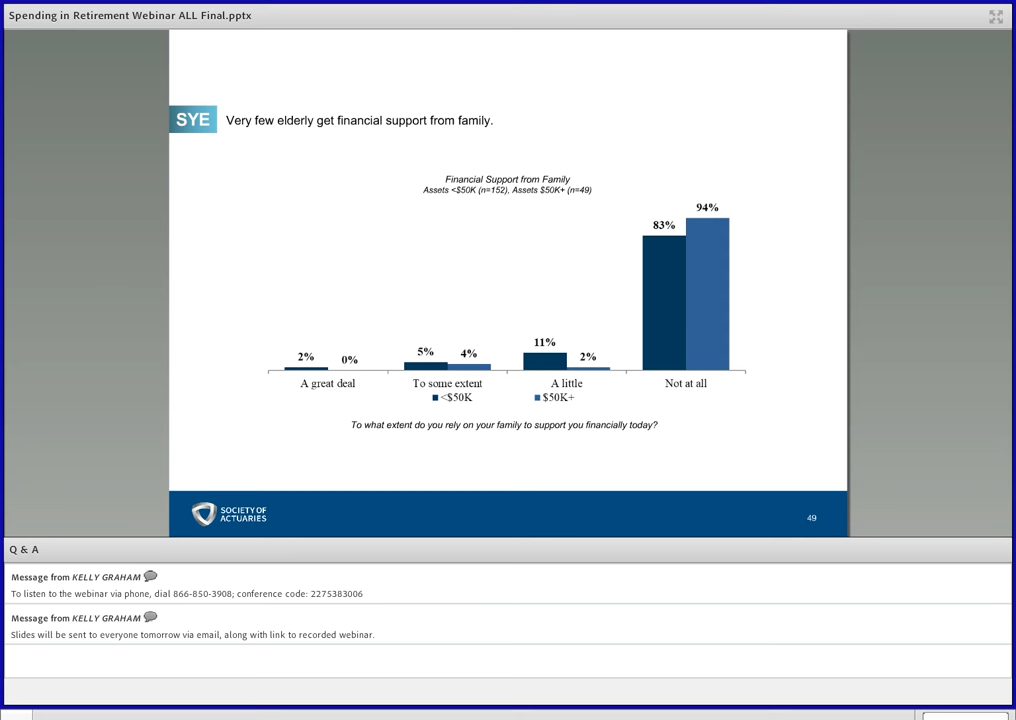 Spending in Retirement Webinar ALL Final.pptx
SYE
Very few elderly get financial support from family.
Financial Support from Family
Assets <$50K (n=152), Assets $50K+ (n=49)
94%
83%
11%
5%
4%
2%
0%
2%
A great deal
To some extent
A little
Not at all
<$50K
$50K+
To what extent do you rely on your family to support you financially today?
SOCIETY OF
ACTUARIES
49
Q & A
Message from KELLY GRAHAM
To listen to the webinar via phone, dial 866-850-3908; conference code: 2275383006
Message from KELLY GRAHAM
Slides will be sent to everyone tomorrow via email, along with link to recorded webinar.